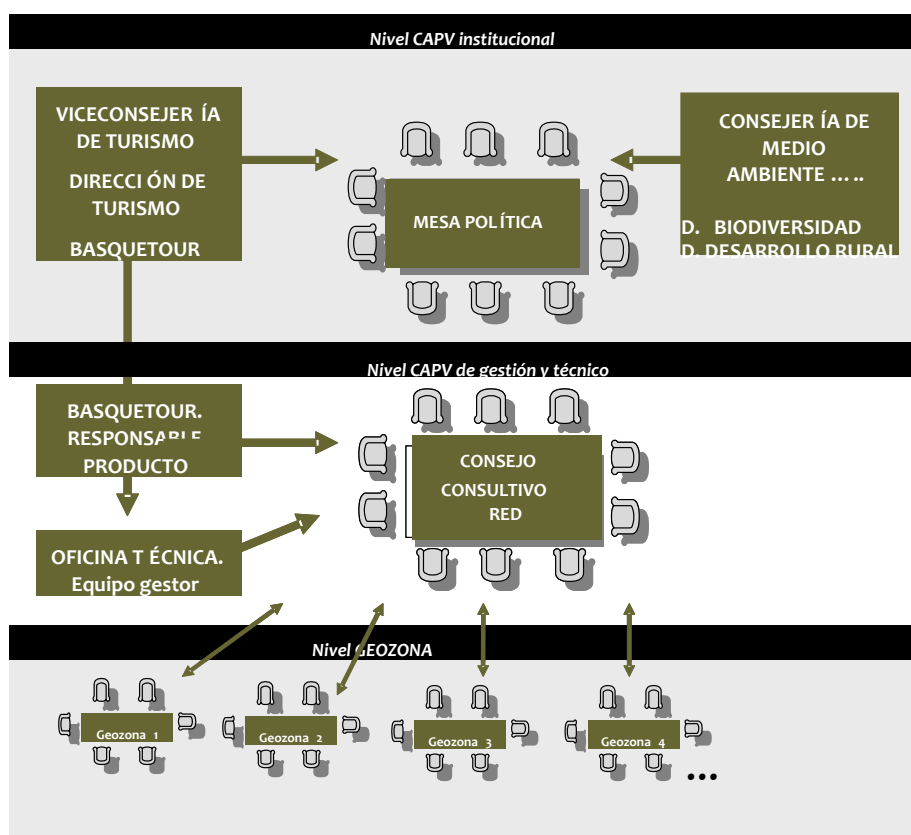 Nivel CAPV institucional
VICECONSEJER ÍA
DE TURISMO
DIRECCI ÓN DE
TURISMO
BASQUETOUR
MESA POLÍTICA
CONSEJER ÍA DE
MEDIO
AMBIENTE ... ..
D. BIODIVERSIDAD
D. DESARROLLO RURAL
Nivel CAPV de gestión y técnico
BASQUETOUR.
RESPONSABLE
PRODUCTO
CONSEJO
CONSULTIVO
RED
OFICINA T ÉCNICA.
Equipo gestor
Nivel GEOZONA
Geozona 1
Geozona 2
Geozona 3
Geozona 4
...